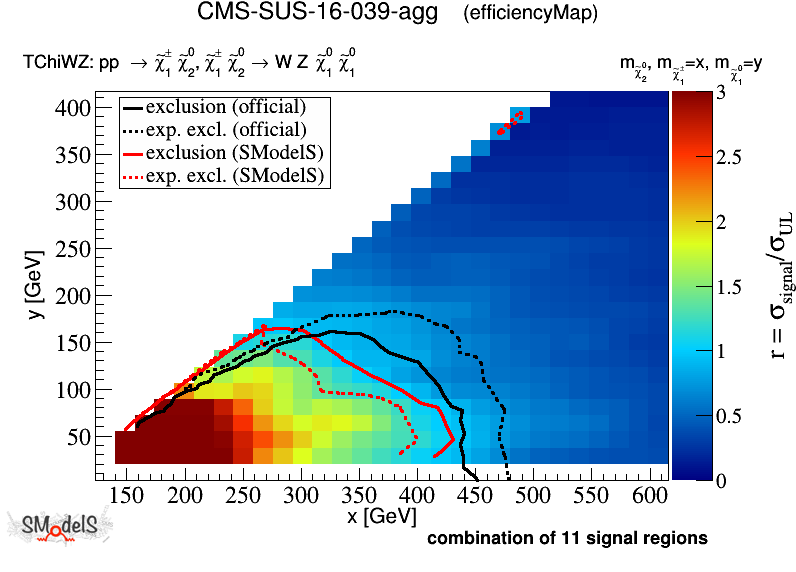 CMS-SUS-16-039-agg (efficiencyMap)
TChiWZ: pp → χ̃₁± χ̃₂⁰, χ̃₁± χ̃₂⁰ → W Z χ̃₁⁰ χ̃₁⁰
m_χ̃₂⁰, m_χ̃₁±=x, m_χ̃₁⁰=y
exclusion (official)
exp. excl. (official)
exclusion (SModelS)
exp. excl. (SModelS)
400
350
300
250
200
150
100
50
y [GeV]
150 200 250 300 350 400 450 500 550 600
x [GeV]
3
2.5
2
1.5
1
0.5
0
r = σ_signal/σ_UL
SModelS
combination of 11 signal regions